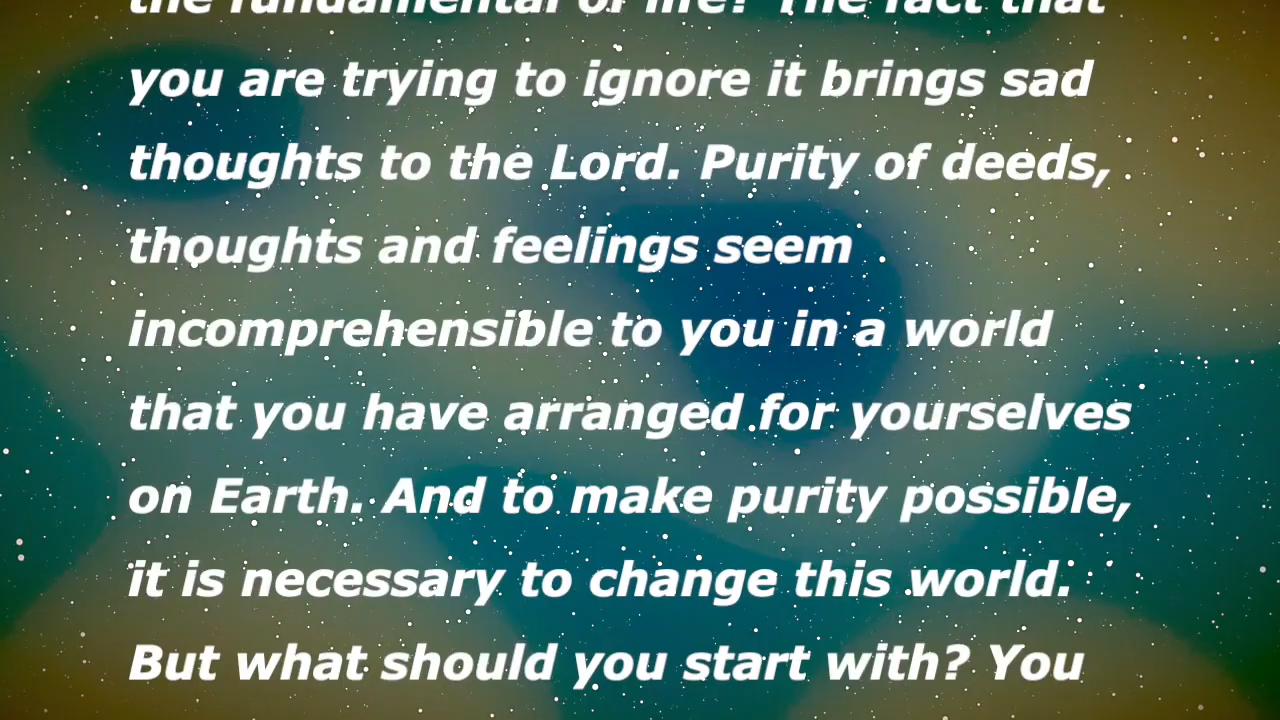 the fundamental of life? The fact that
you are trying to ignore it brings sad
thoughts to the Lord. Purity of deeds,
thoughts and feelings seem
incomprehensible to you in a world
that you have arranged for yourselves
on Earth. And to make purity possible,
it is necessary to change this world.
But what should you start with? You